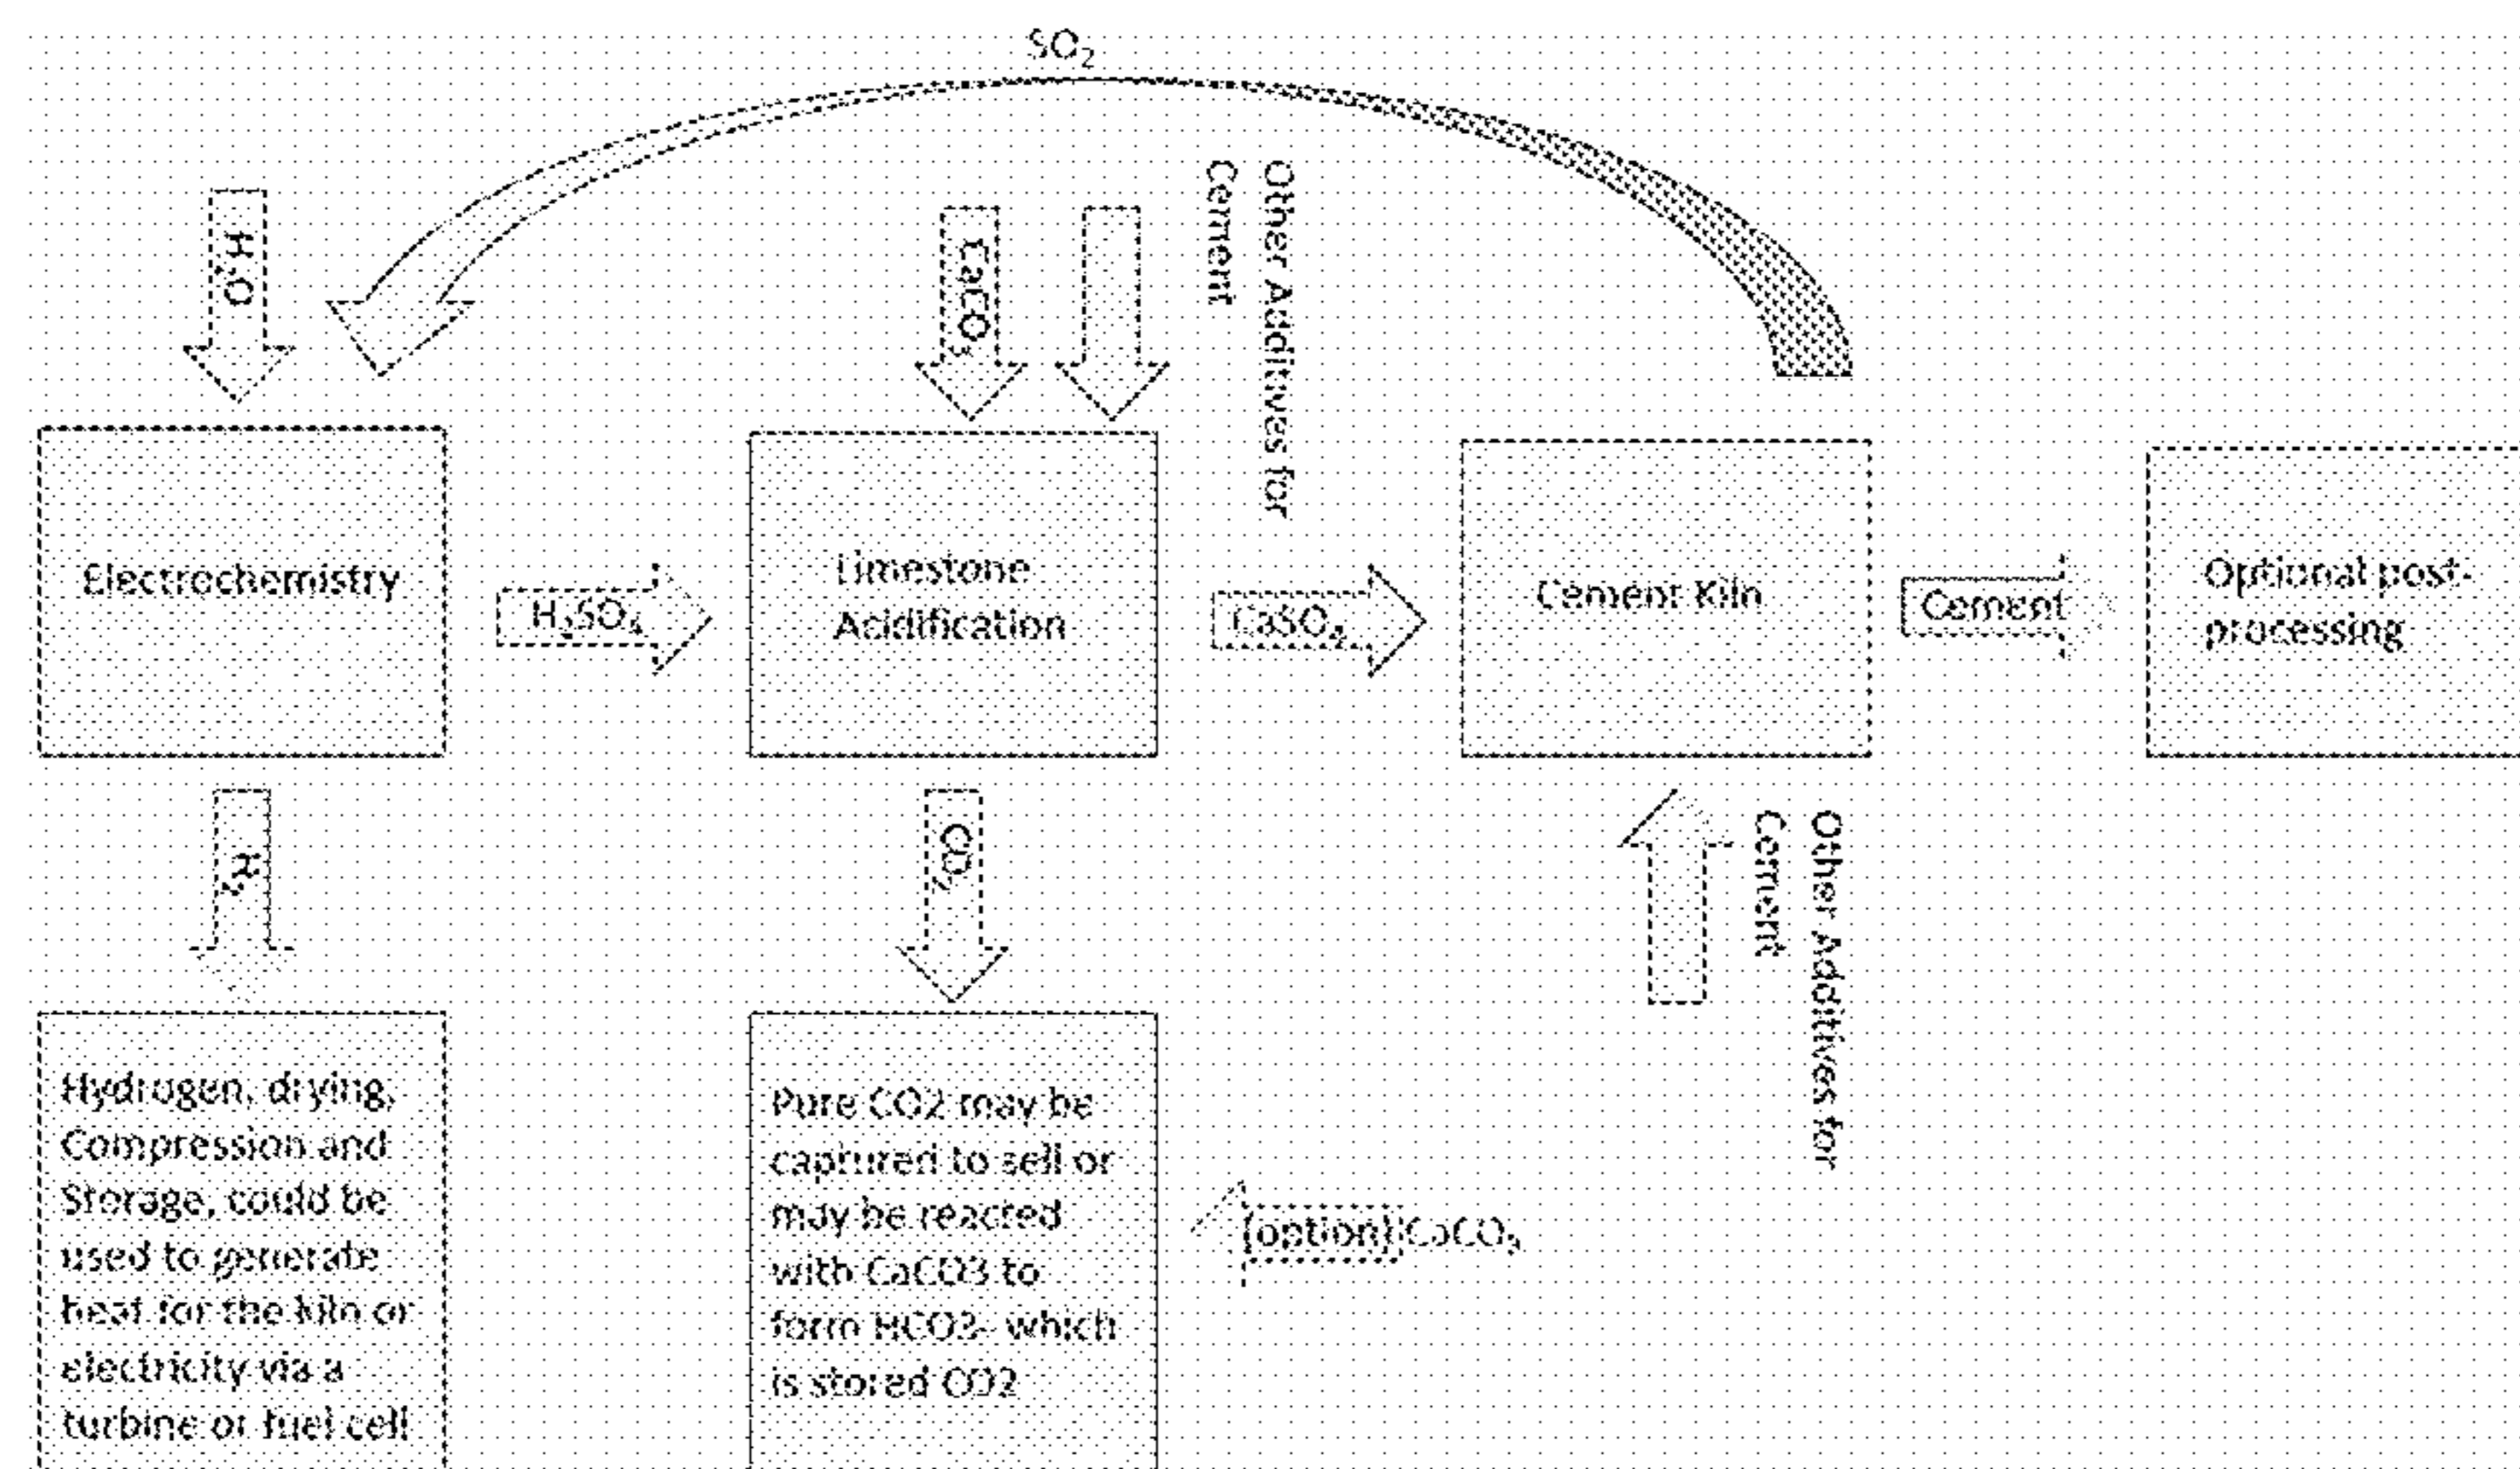 SO₂
H₂O
CaCO₃
Other Additives for
Cement
Electrochemistry
H₂SO₄
Limestone
Acidification
CaSO₄
Cement Kiln
Cement
Optional post-
processing
H₂
CO₂
Other Additives for
Cement
Hydrogen, drying,
Compression and
Storage, could be
used to generate
heat for the kiln or
electricity via a
turbine or fuel cell
Pure CO2 may be
captured to sell or
may be reacted
with CaCO3 to
form HCO3- which
is stored CO2
(option) CaCO₃